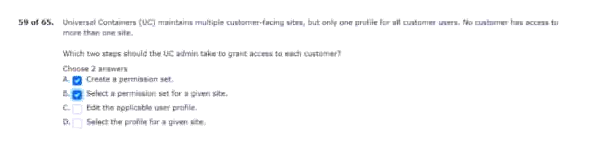 59 of 65. Universal Containers (UC) maintains multiple customer-facing sites, but only one profile for all customer users. No customer has access to
more than one site.
Which two steps should the UC admin take to grant access to each customer?
Choose 2 answers
A. Create a permission set.
B. Select a permission set for a given site.
C. Edit the applicable user profile.
D. Select the profile for a given site.